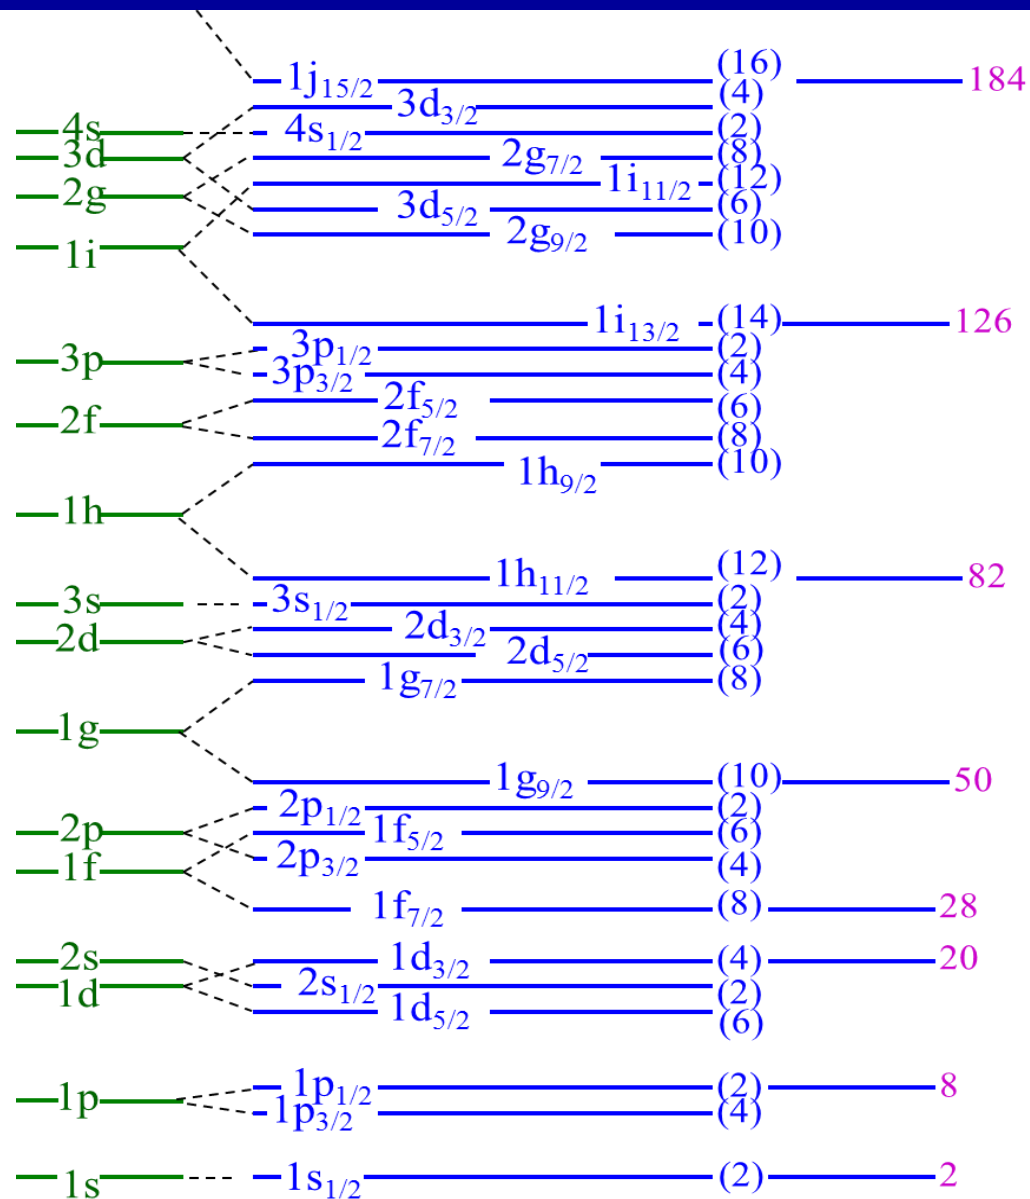 1j15/2 (16) 184
3d3/2 (4)
4s 4s1/2 (2)
3d 2g7/2 (8)
1i11/2 (12)
2g 3d5/2 (6)
2g9/2 (10)
1i
1i13/2 (14) 126
3p1/2 (2)
3p 3p3/2 (4)
2f5/2 (6)
2f 2f7/2 (8)
1h9/2 (10)
1h
1h11/2 (12) 82
3s 3s1/2 (2)
2d3/2 (4)
2d 2d5/2 (6)
1g7/2 (8)
1g
1g9/2 (10) 50
2p1/2 (2)
2p 1f5/2 (6)
1f 2p3/2 (4)
1f7/2 (8) 28
2s 1d3/2 (4) 20
1d 2s1/2 (2)
1d5/2 (6)
1p1/2 (2) 8
1p 1p3/2 (4)
1s 1s1/2 (2) 2